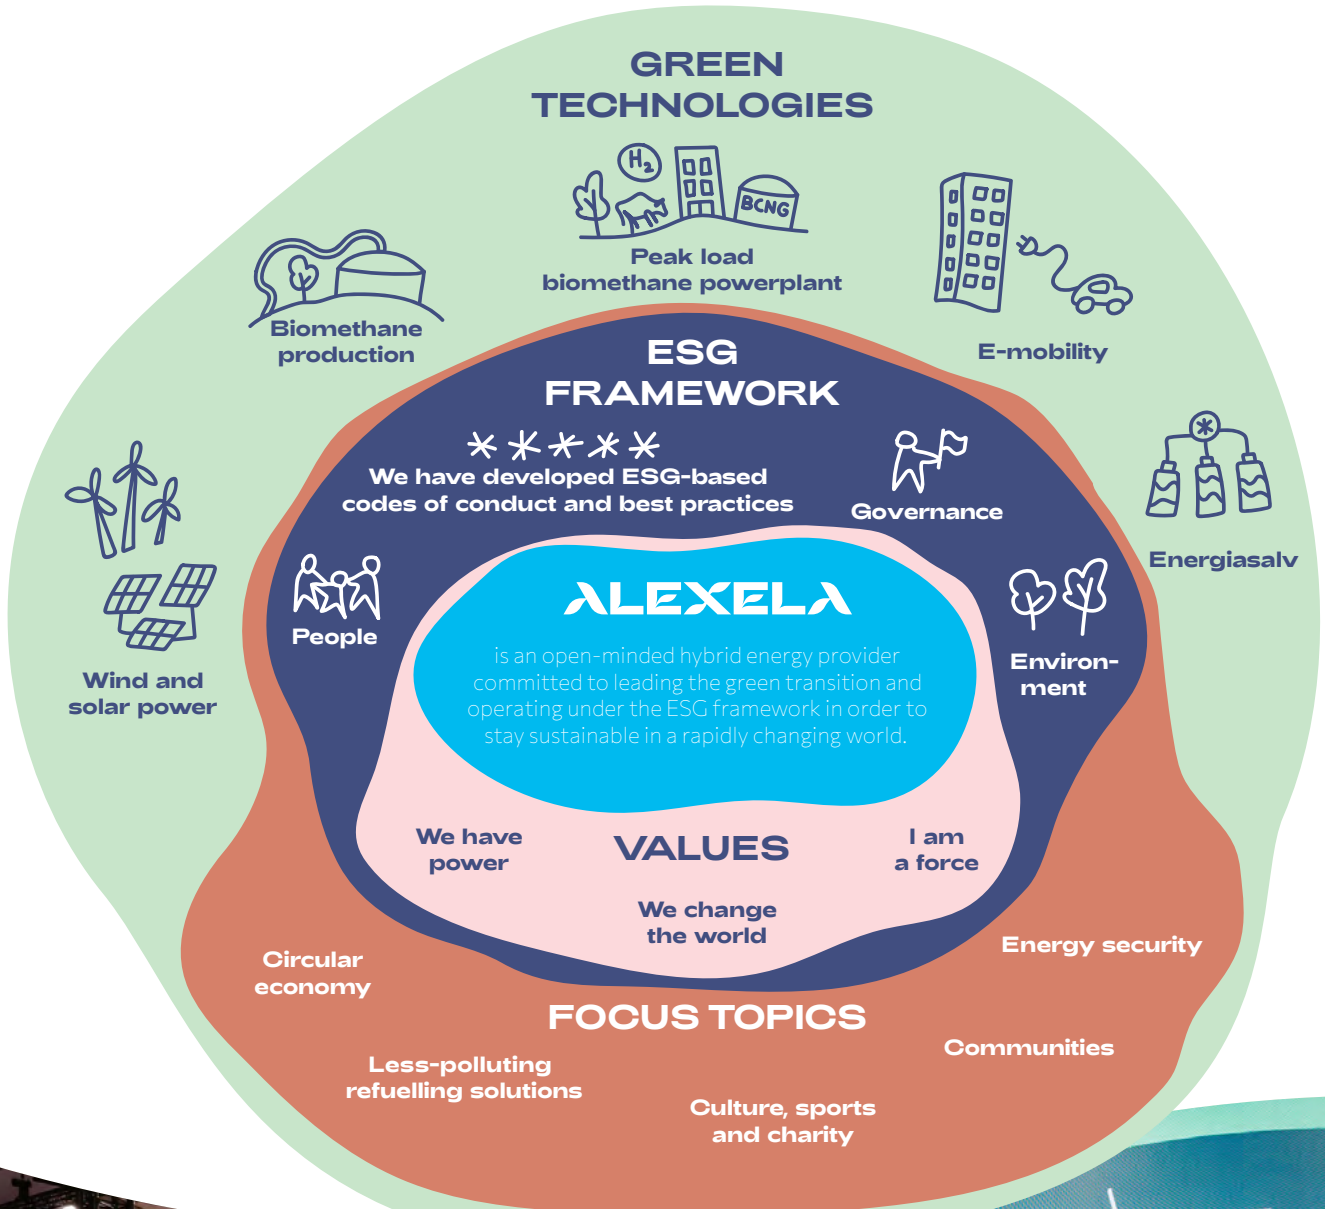 GREEN
TECHNOLOGIES
H2
BCNG
Peak load
biomethane powerplant
Biomethane
production
E-mobility
Energiasalv
Wind and
solar power
ESG
FRAMEWORK
We have developed ESG-based
codes of conduct and best practices
Governance
People
Environ-
ment
ALEXELA
is an open-minded hybrid energy provider
committed to leading the green transition and
operating under the ESG framework in order to
stay sustainable in a rapidly changing world.
We have
power
VALUES
I am
a force
We change
the world
Circular
economy
Energy security
FOCUS TOPICS
Less-polluting
refuelling solutions
Communities
Culture, sports
and charity